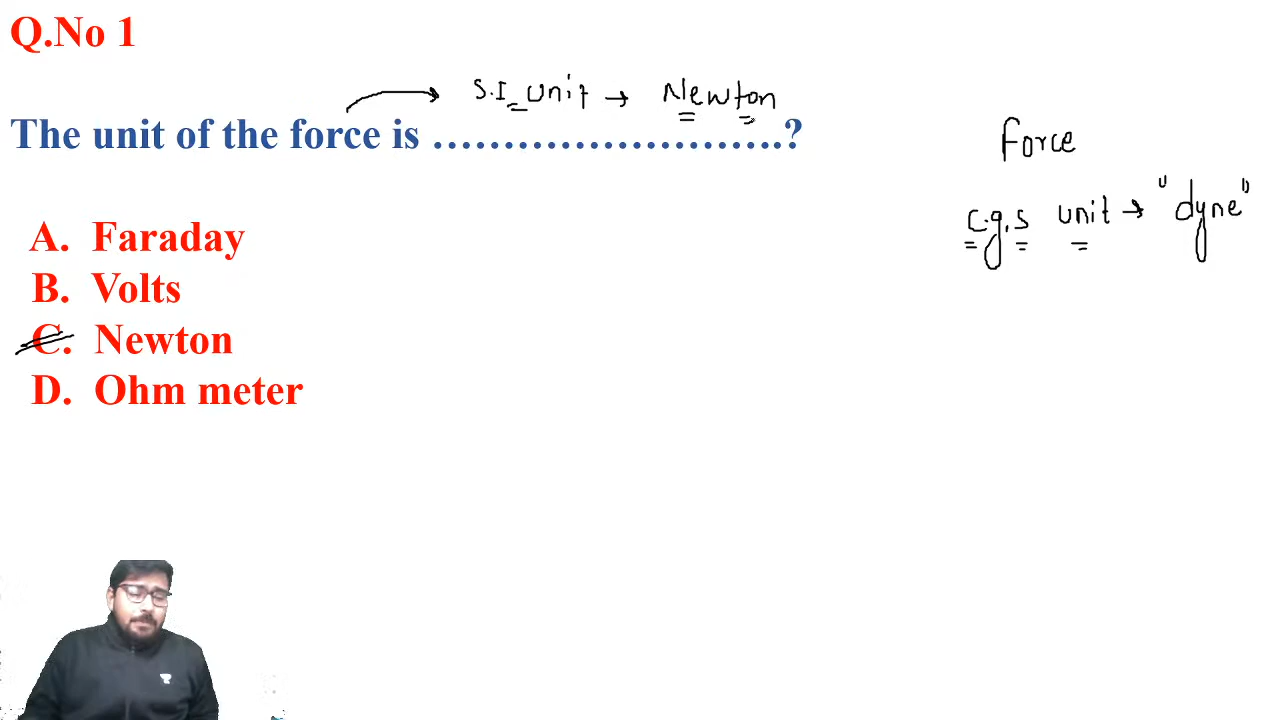 Q.No 1
S.I unit → Newton
The unit of the force is ……………………….?
Force
C.g.s unit → "dyne"
A. Faraday
B. Volts
C. Newton
D. Ohm meter